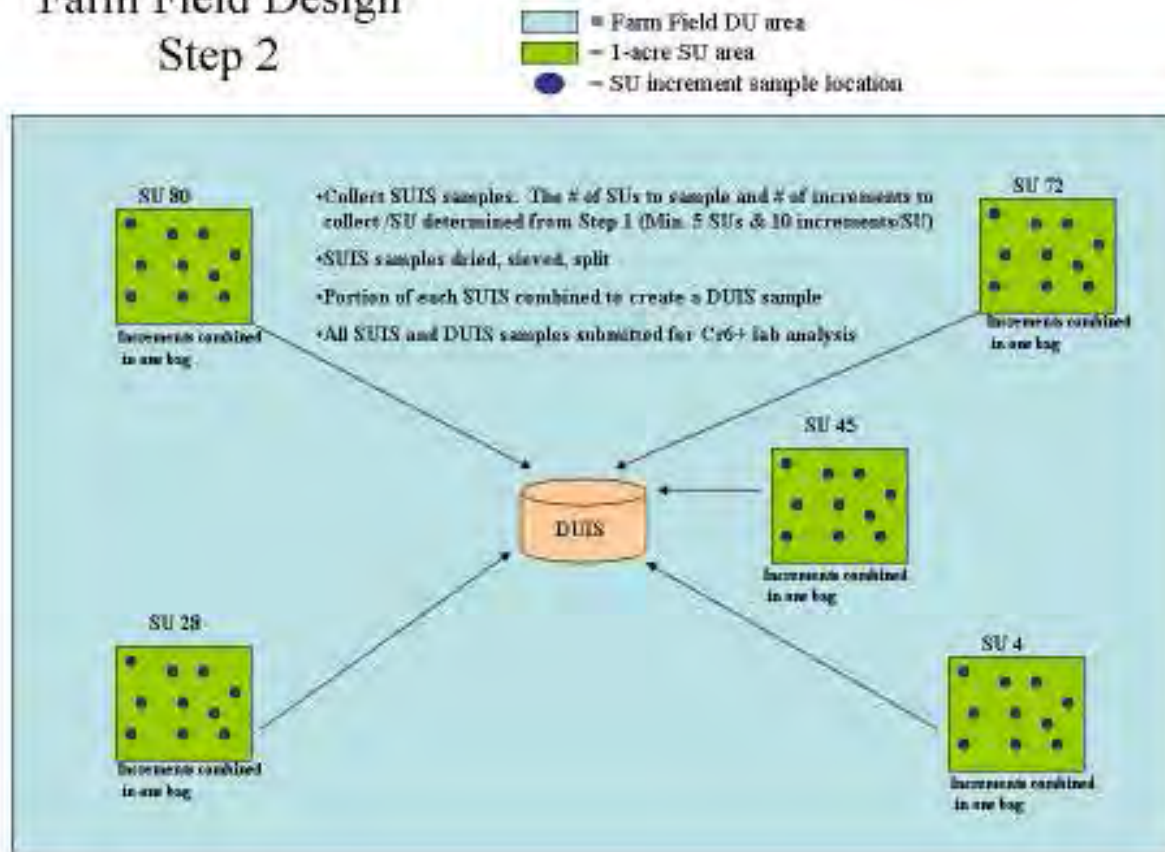 Farm Field Design
Step 2
= Farm Field DU area
= 1-acre SU area
= SU increment sample location
SU 80
•Collect SUIS samples. The # of SUs to sample and # of increments to
collect /SU determined from Step 1 (Min. 5 SUs & 10 increments/SU)
•SUIS samples dried, sieved, split
•Portion of each SUIS combined to create a DUIS sample
•All SUIS and DUIS samples submitted for Cr6+ lab analysis
Increments combined
in one bag
SU 72
Increments combined
in one bag
SU 45
Increments combined
in one bag
DUIS
SU 28
Increments combined
in one bag
SU 4
Increments combined
in one bag